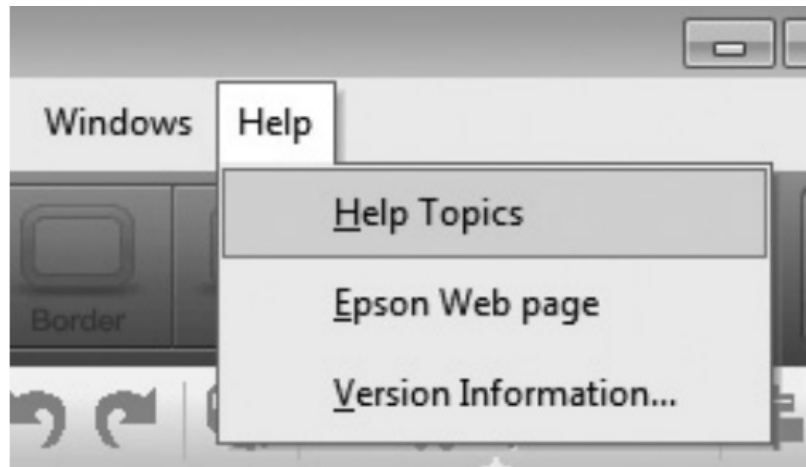 Windows Help
Help Topics
Border
Epson Web page
Version Information...